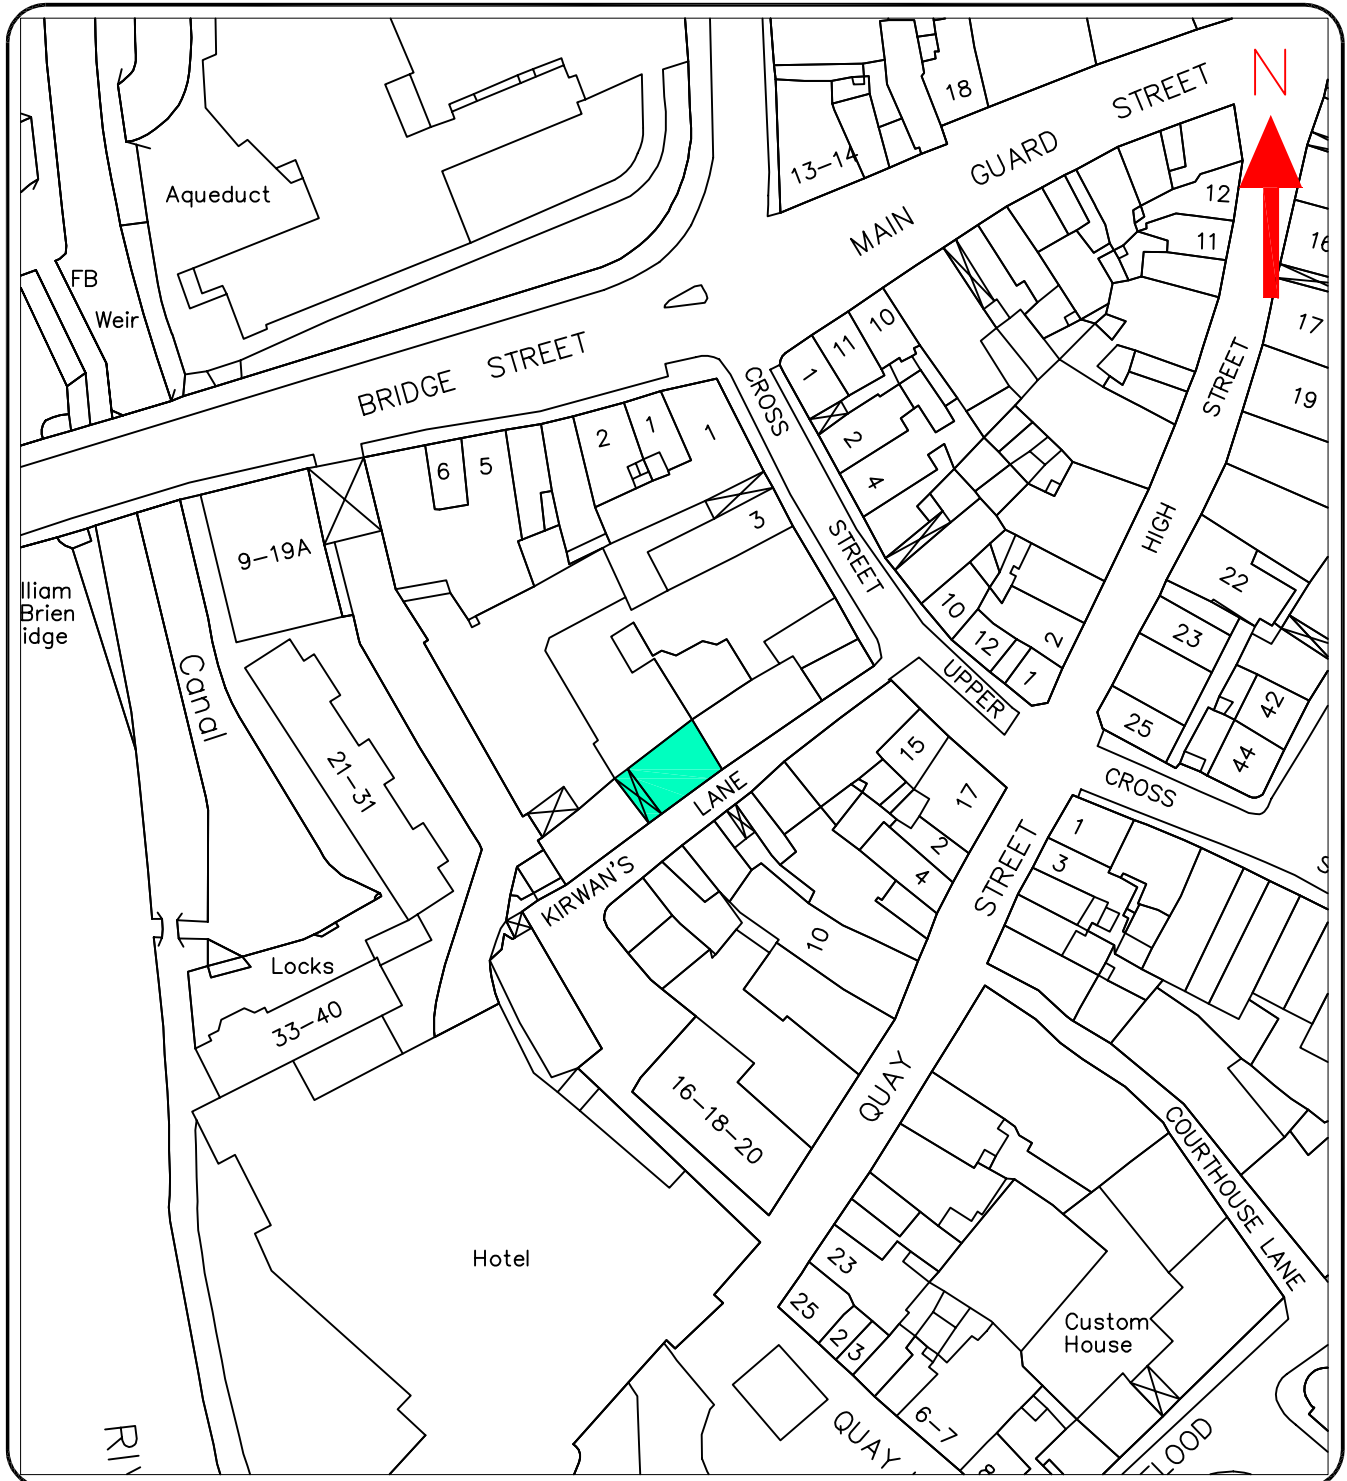 N
18
13-14
MAIN GUARD STREET
Aqueduct
12
11
16
FB
Weir
17
BRIDGE STREET
11
10
1
CROSS STREET
STREET
HIGH
19
6
5
2
1
1
2
4
3
9-19A
22
lliam
Brien
idge
10
12
1
2
23
UPPER
42
25
44
Canal
21-31
15
17
CROSS
KIRWAN'S LANE
2
4
1
3
10
STREET
QUAY
Locks
33-40
16-18-20
COURTHOUSE LANE
Hotel
23
25
2
3
Custom
House
6-7
8
QUAY
FLOOD